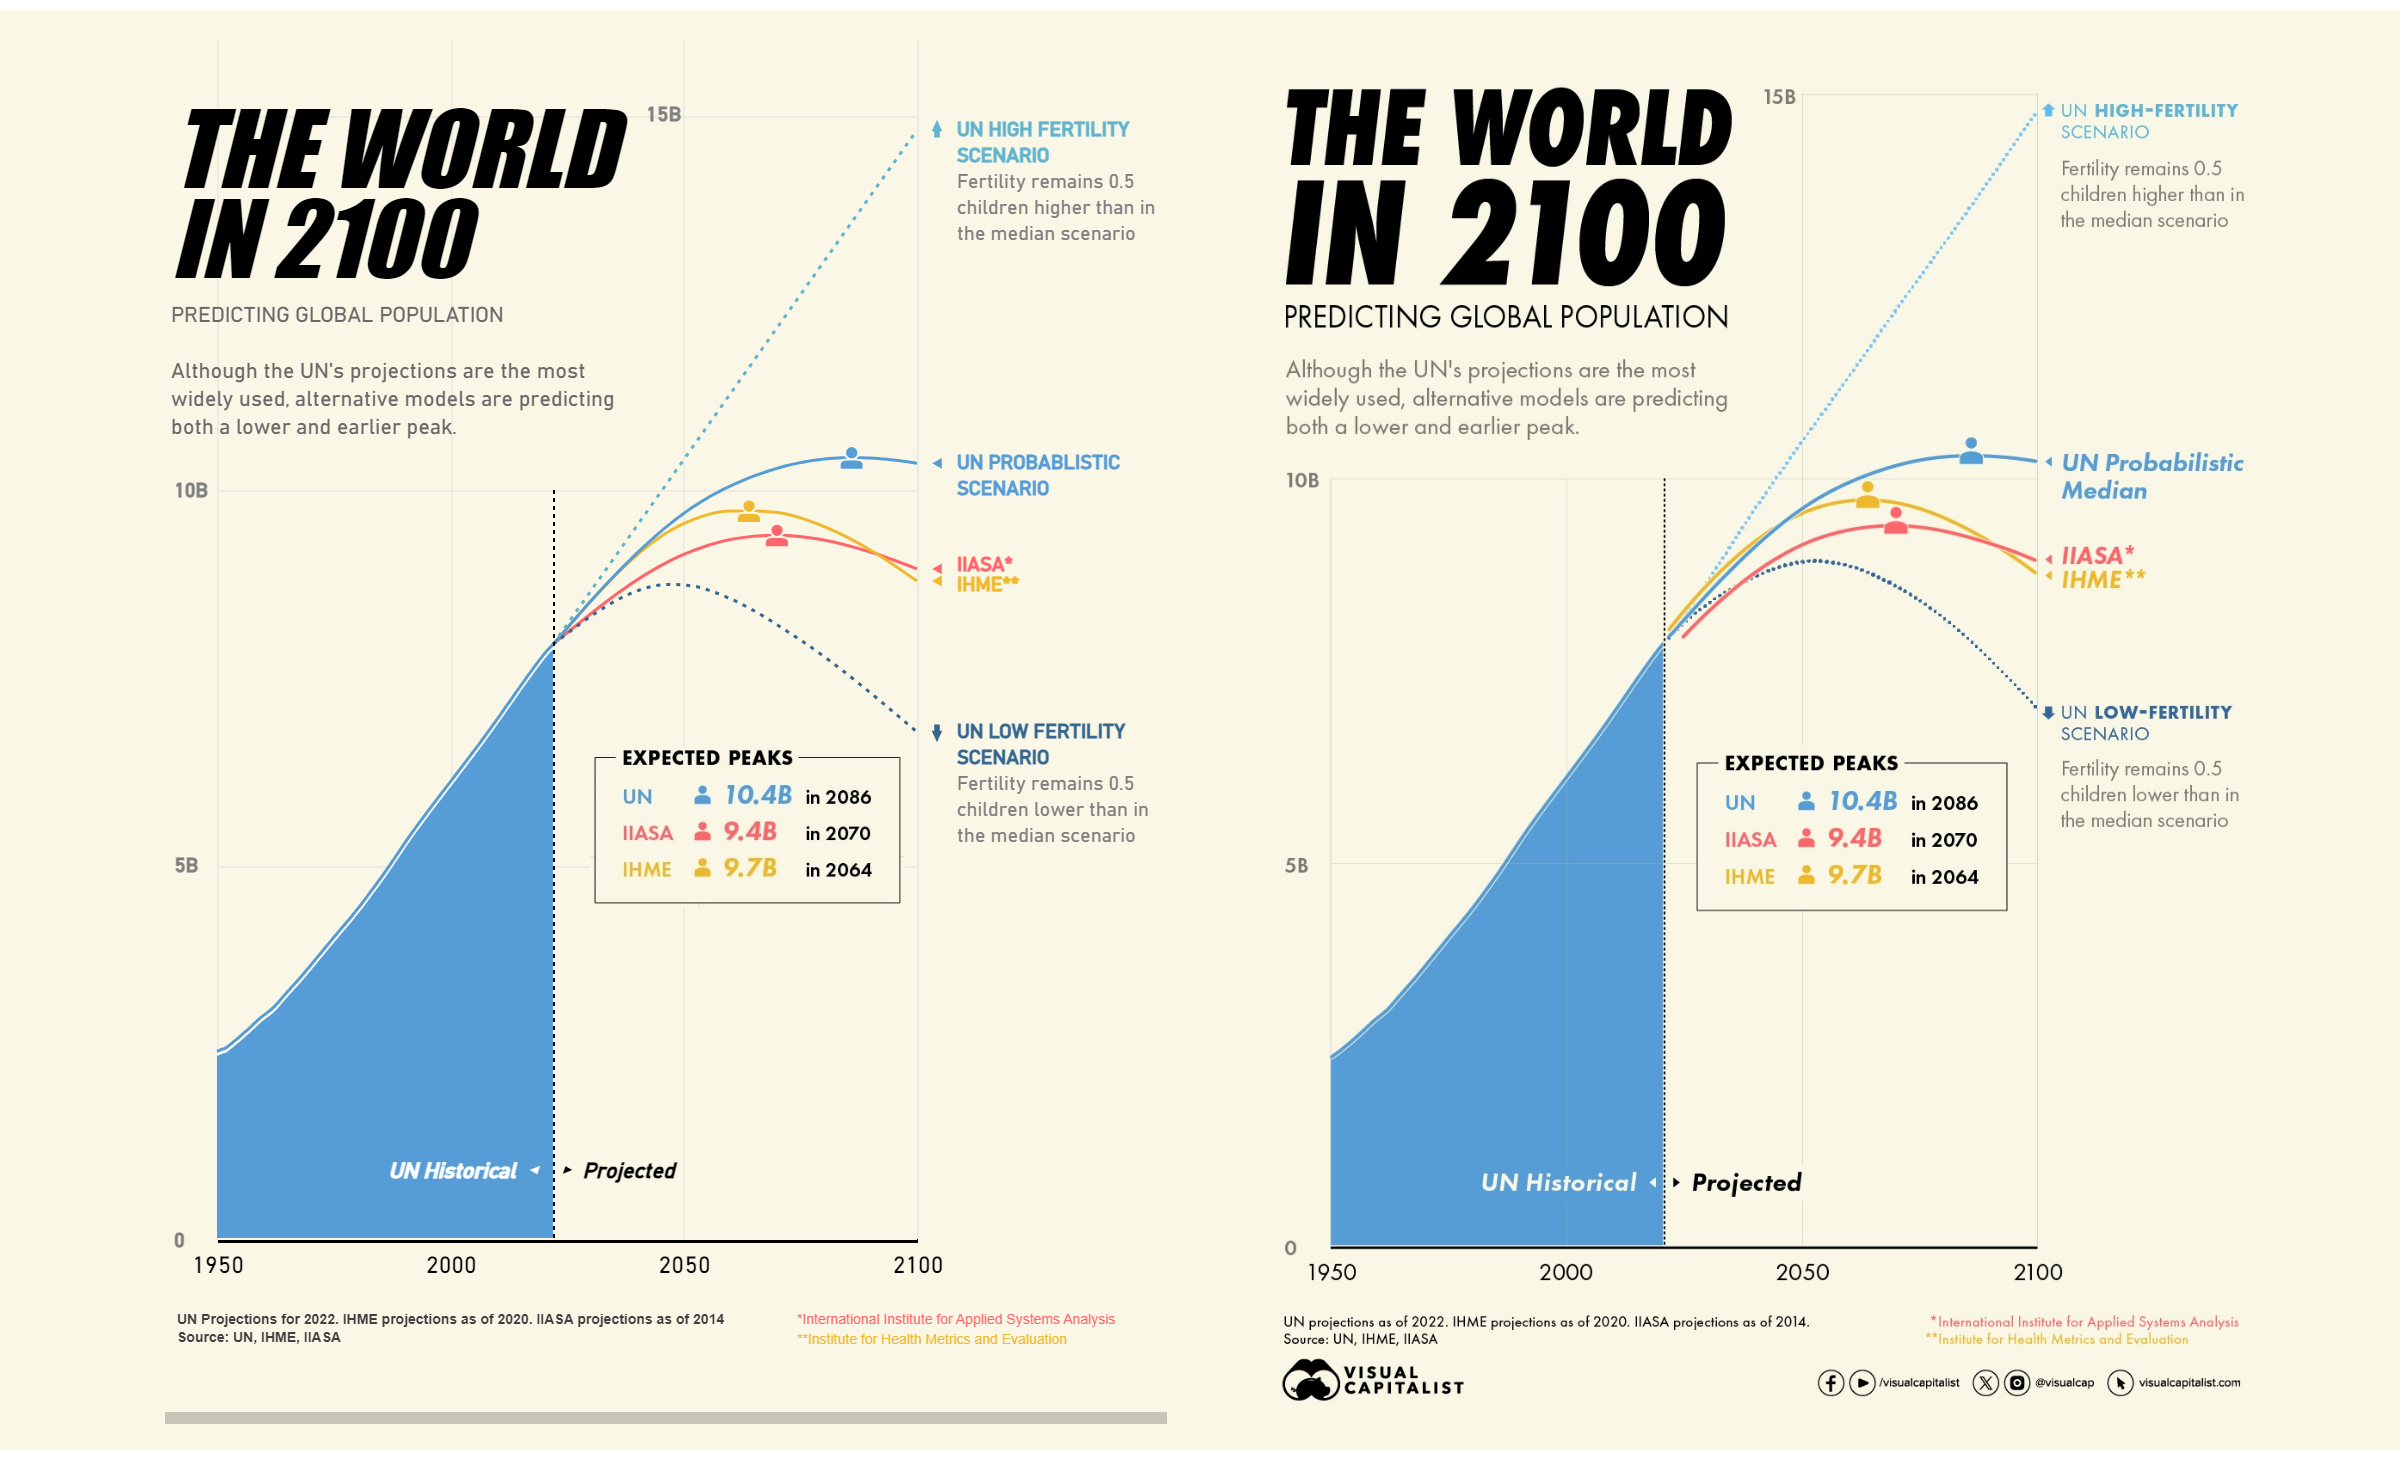 THE WORLD
IN 2100
PREDICTING GLOBAL POPULATION
Although the UN's projections are the most
widely used, alternative models are predicting
both a lower and earlier peak.
15B
10B
5B
0
UN HIGH FERTILITY
SCENARIO
Fertility remains 0.5
children higher than in
the median scenario
UN PROBABLISTIC
SCENARIO
IIASA*
IHME**
UN LOW FERTILITY
SCENARIO
Fertility remains 0.5
children lower than in
the median scenario
EXPECTED PEAKS
UN 10.4B in 2086
IIASA 9.4B in 2070
IHME 9.7B in 2064
UN Historical Projected
1950 2000 2050 2100
UN Projections for 2022. IHME projections as of 2020. IIASA projections as of 2014
Source: UN, IHME, IIASA
*International Institute for Applied Systems Analysis
**Institute for Health Metrics and Evaluation
THE WORLD
IN 2100
PREDICTING GLOBAL POPULATION
Although the UN's projections are the most
widely used, alternative models are predicting
both a lower and earlier peak.
15B
10B
5B
0
UN HIGH-FERTILITY
SCENARIO
Fertility remains 0.5
children higher than in
the median scenario
UN Probabilistic
Median
IIASA*
IHME**
UN LOW-FERTILITY
SCENARIO
Fertility remains 0.5
children lower than in
the median scenario
EXPECTED PEAKS
UN 10.4B in 2086
IIASA 9.4B in 2070
IHME 9.7B in 2064
UN Historical Projected
1950 2000 2050 2100
UN projections as of 2022. IHME projections as of 2020. IIASA projections as of 2014.
Source: UN, IHME, IIASA
*International Institute for Applied Systems Analysis
**Institute for Health Metrics and Evaluation
VISUAL
CAPITALIST
/visualcapitalist @visualcap visualcapitalist.com